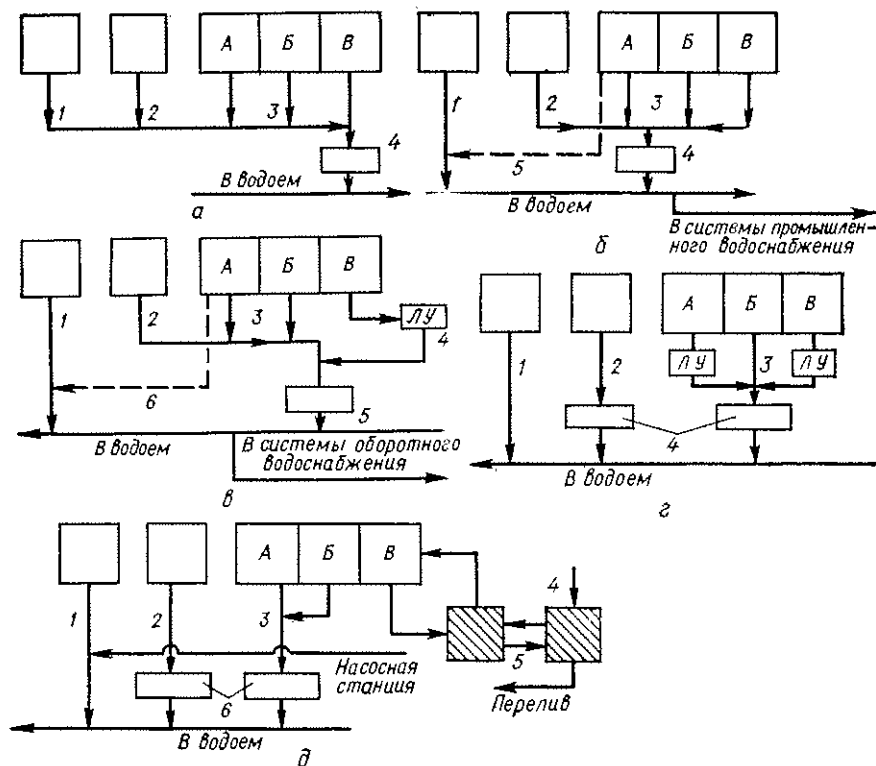 А Б В
1 2 3
4
В водоем
а
А Б В
1 2 3
5 4
В водоем
В системы промышлен-
ного водоснабжения
б
А Б В
1 2 3
ЛУ
4
6
5
В водоем
В системы оборотного
водоснабжения
в
А Б В
ЛУ ЛУ
1 2 3
4
В водоем
г
А Б В
1 2 3
4
5
Насосная
станция
6
Перелив
В водоем
д